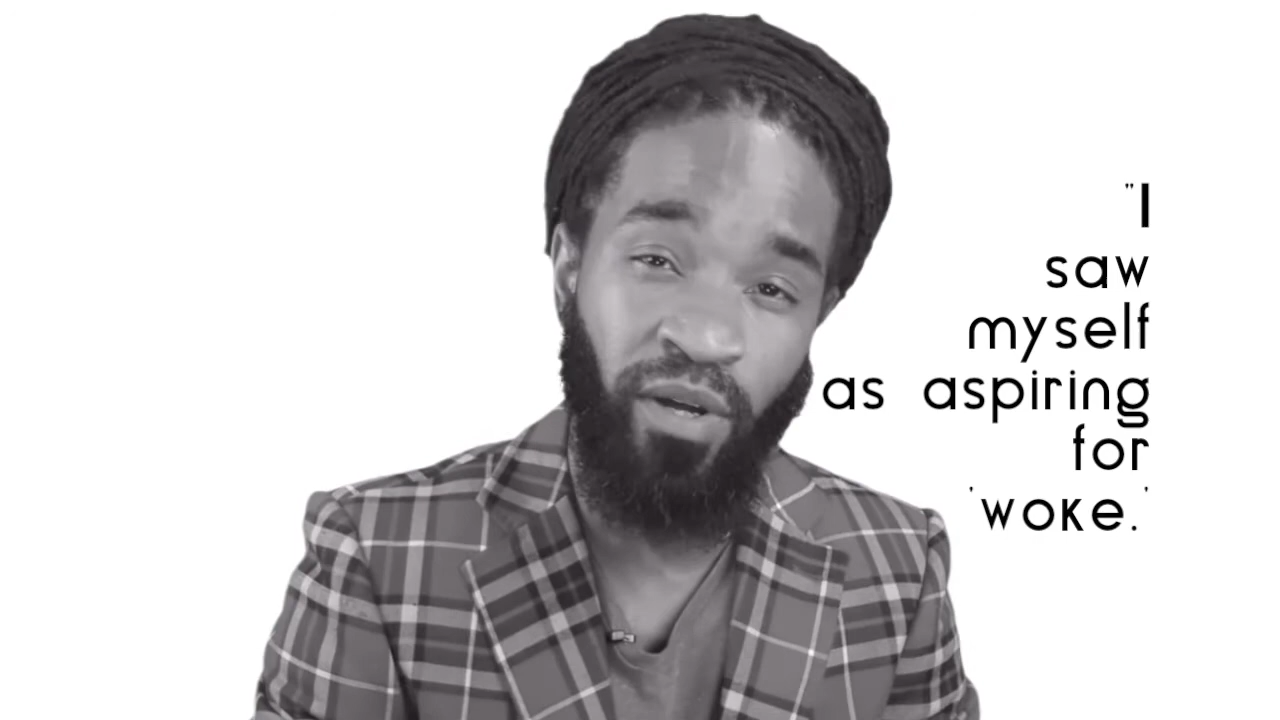 "I
saw
myself
as aspiring
for
'woke.'